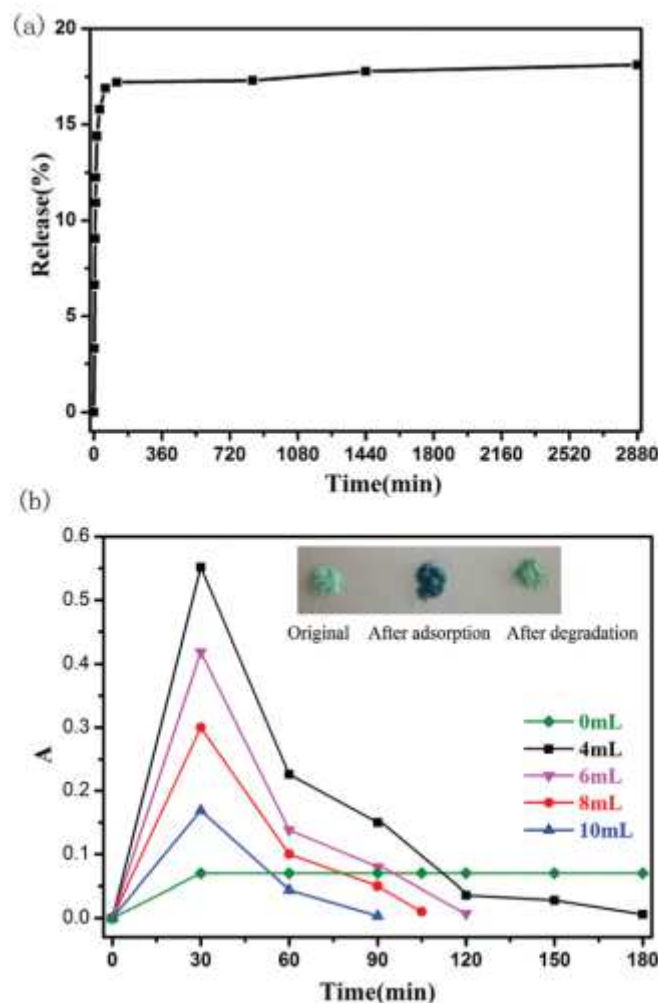 (a)
20
15
10
5
0
Release(%)
0 360 720 1080 1440 1800 2160 2520 2880
Time(min)
(b)
0.6
0.5
0.4
0.3
0.2
0.1
0.0
A
Original After adsorption After degradation
0mL
4mL
6mL
8mL
10mL
0 30 60 90 120 150 180
Time(min)